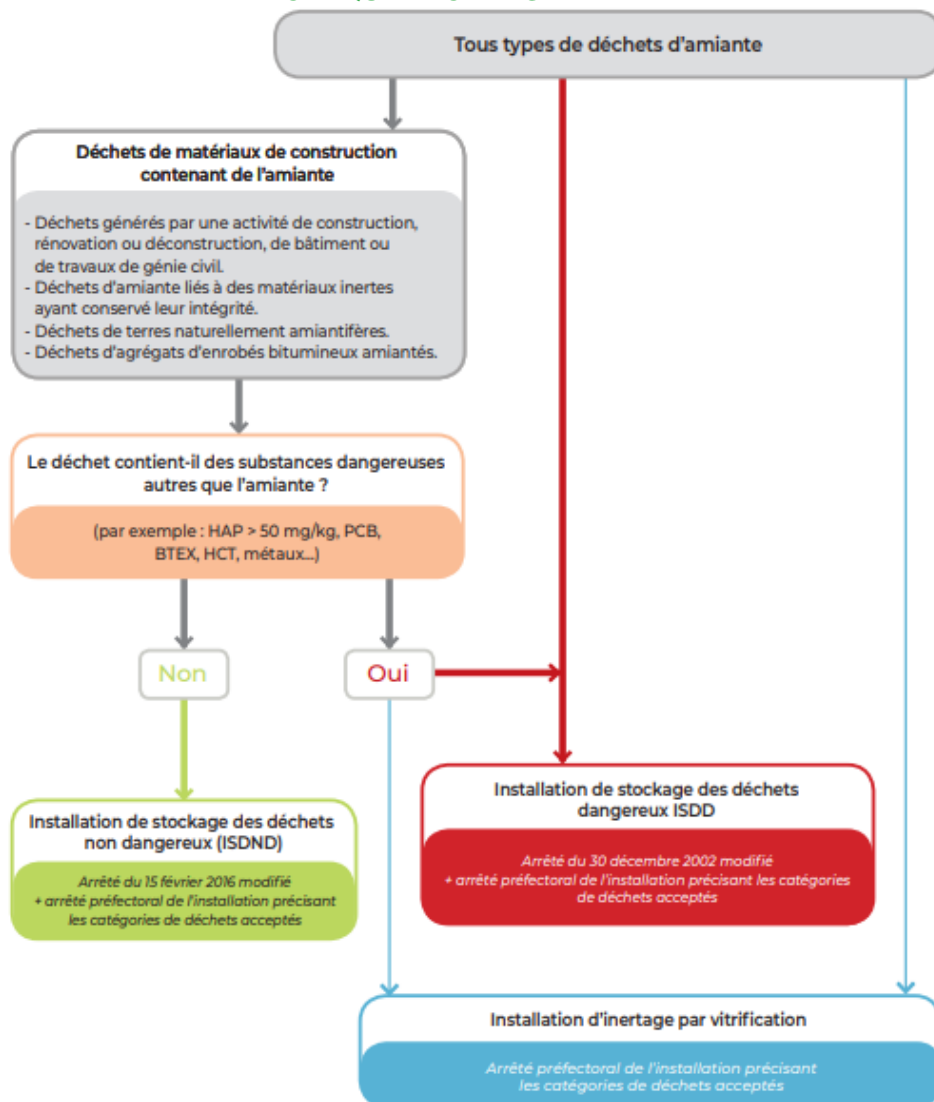 Tous types de déchets d'amiante
Déchets de matériaux de construction
contenant de l'amiante
- Déchets générés par une activité de construction,
rénovation ou déconstruction, de bâtiment ou
de travaux de génie civil.
- Déchets d'amiante liés à des matériaux inertes
ayant conservé leur intégrité.
- Déchets de terres naturellement amiantifères.
- Déchets d'agrégats d'enrobés bitumineux amiantés.
Le déchet contient-il des substances dangereuses
autres que l'amiante ?
(par exemple : HAP > 50 mg/kg, PCB,
BTEX, HCT, métaux...)
Non
Oui
Installation de stockage des déchets
non dangereux (ISDND)
Arrêté du 15 février 2016 modifié
+ arrêté préfectoral de l'installation précisant
les catégories de déchets acceptés
Installation de stockage des déchets
dangereux ISDD
Arrêté du 30 décembre 2002 modifié
+ arrêté préfectoral de l'installation précisant les catégories
de déchets acceptés
Installation d'inertage par vitrification
Arrêté préfectoral de l'installation précisant
les catégories de déchets acceptés